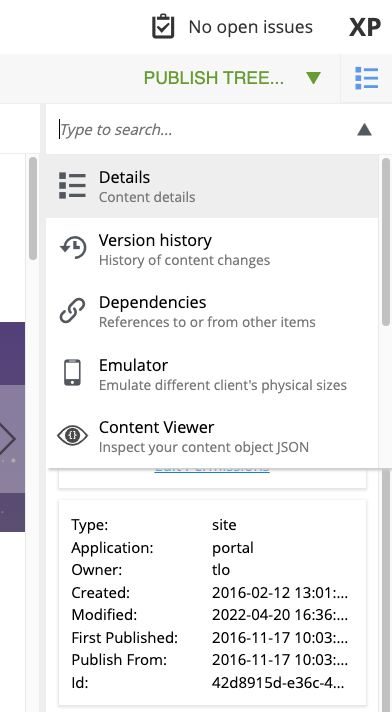 No open issues
XP
PUBLISH TREE...
Type to search...
Details
Content details
Version history
History of content changes
Dependencies
References to or from other items
Emulator
Emulate different client's physical sizes
Content Viewer
Inspect your content object JSON
Edit Permissions
Type: site
Application: portal
Owner: tlo
Created: 2016-02-12 13:01:...
Modified: 2022-04-20 16:36:...
First Published: 2016-11-17 10:03:...
Publish From: 2016-11-17 10:03:...
Id: 42d8915d-e36c-4...